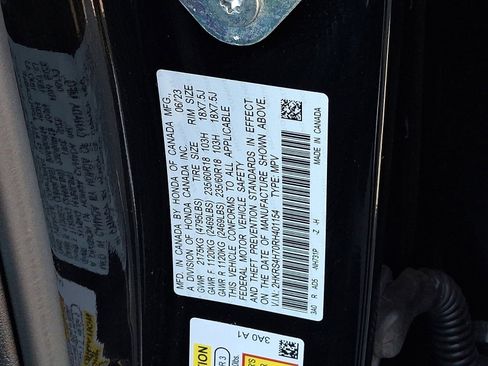 MFD. IN CANADA BY HONDA OF CANADA MFG.,
A DIVISION OF HONDA CANADA INC. 06/23
TIRE SIZE RIM SIZE
GVWR 2175KG (4795LBS)
GAWR F 1120KG (2469LBS) 235/60R18 103H 18X7.5J
GAWR R 1120KG (2469LBS) 235/60R18 103H 18X7.5J
THIS VEHICLE CONFORMS TO ALL APPLICABLE
FEDERAL MOTOR VEHICLE SAFETY
AND THEFT PREVENTION STANDARDS IN EFFECT
ON THE DATE OF MANUFACTURE SHOWN ABOVE.
V.I.N.: 2HKRS4H70RH401154 TYPE: MPV
3A0 R AD5 NH731P Z H
MADE IN CANADA
3A0 A1